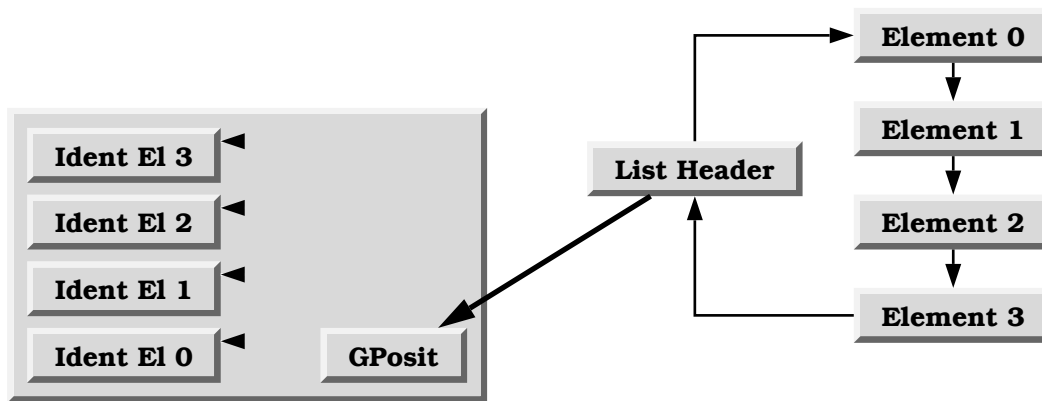 Element 0
Element 1
Ident El 3
List Header
Ident El 2
Element 2
Ident El 1
Element 3
Ident El 0
GPosit